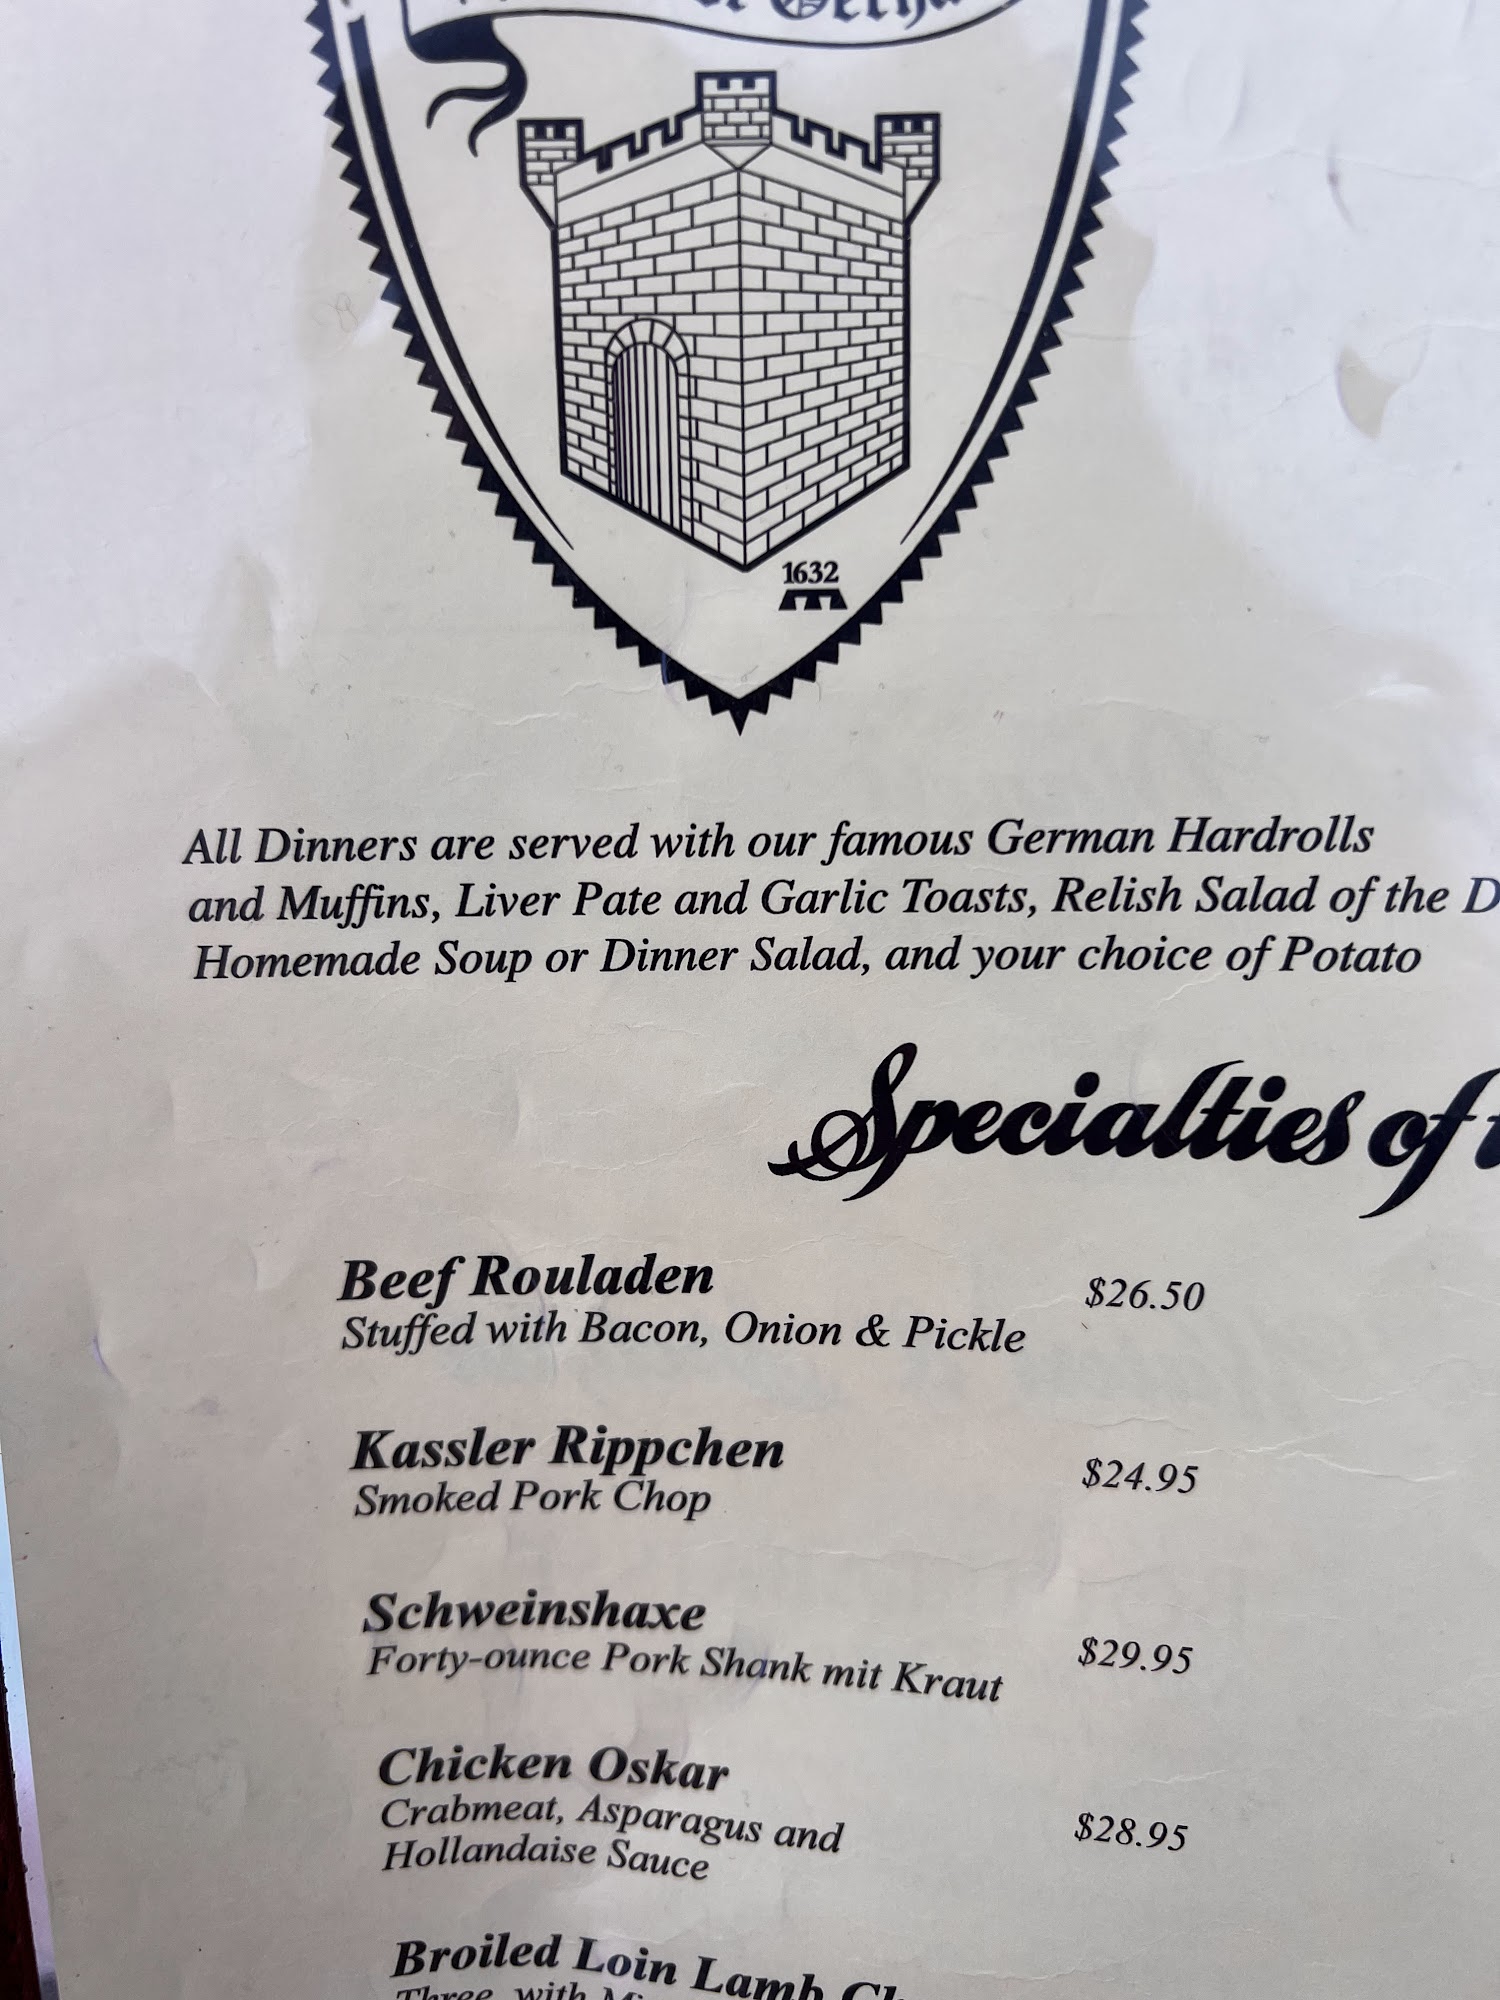 1632
All Dinners are served with our famous German Hardrolls
and Muffins, Liver Pate and Garlic Toasts, Relish Salad of the
Homemade Soup or Dinner Salad, and your choice of Potato
Specialties of
Beef Rouladen $26.50
Stuffed with Bacon, Onion & Pickle
Kassler Rippchen $24.95
Smoked Pork Chop
Schweinshaxe $29.95
Forty-ounce Pork Shank mit Kraut
Chicken Oskar
Crabmeat, Asparagus and $28.95
Hollandaise Sauce
Broiled Loin Lamb
Three, with